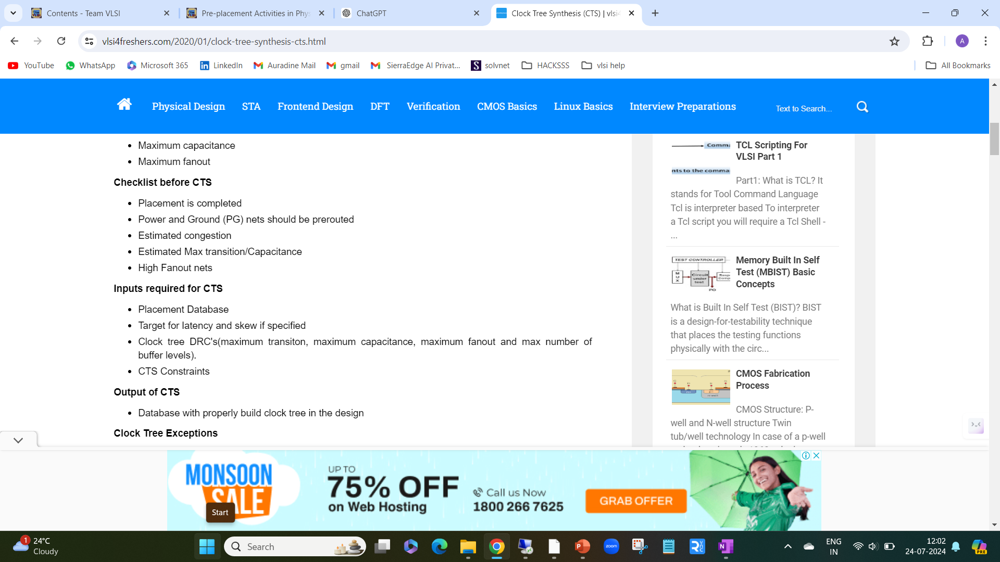 Contents - Team VLSI
Pre-placement Activities in Phys
ChatGPT
Clock Tree Synthesis (CTS) | vlsi4
vlsi4freshers.com/2020/01/clock-tree-synthesis-cts.html
A
YouTube
WhatsApp
Microsoft 365
LinkedIn
Auradine Mail
gmail
SierraEdge AI Privat...
solvnet
HACKSSS
vlsi help
All Bookmarks
Physical Design
STA
Frontend Design
DFT
Verification
CMOS Basics
Linux Basics
Interview Preparations
Text to Search...
• Maximum capacitance
• Maximum fanout
Checklist before CTS
• Placement is completed
• Power and Ground (PG) nets should be prerouted
• Estimated congestion
• Estimated Max transition/Capacitance
• High Fanout nets
Inputs required for CTS
• Placement Database
• Target for latency and skew if specified
• Clock tree DRC's(maximum transiton, maximum capacitance, maximum fanout and max number of
buffer levels).
• CTS Constraints
Output of CTS
• Database with properly build clock tree in the design
Clock Tree Exceptions
Comma
nts to the comma
TCL Scripting For
VLSI Part 1
Part1: What is TCL? It
stands for Tool Command Language
Tcl is interpreter based To interpreter
a Tcl script you will require a Tcl Shell -
...
TEST CONTROLLER
MUX
Circuit
under
test
PO
Memory Built In Self
Test (MBIST) Basic
Concepts
What is Built In Self Test (BIST)? BIST
is a design-for-testability technique
that places the testing functions
physically with the circ...
CMOS Fabrication
Process
CMOS Structure: P-
well and N-well structure Twin
tub/well technology In case of a p-well
MONSOON
SALE
UP TO
75% OFF
on Web Hosting
Call us Now
1800 266 7625
GRAB OFFER
Start
1
24°C
Cloudy
Search
zoom
ENG
IN
12:02
24-07-2024
PRE